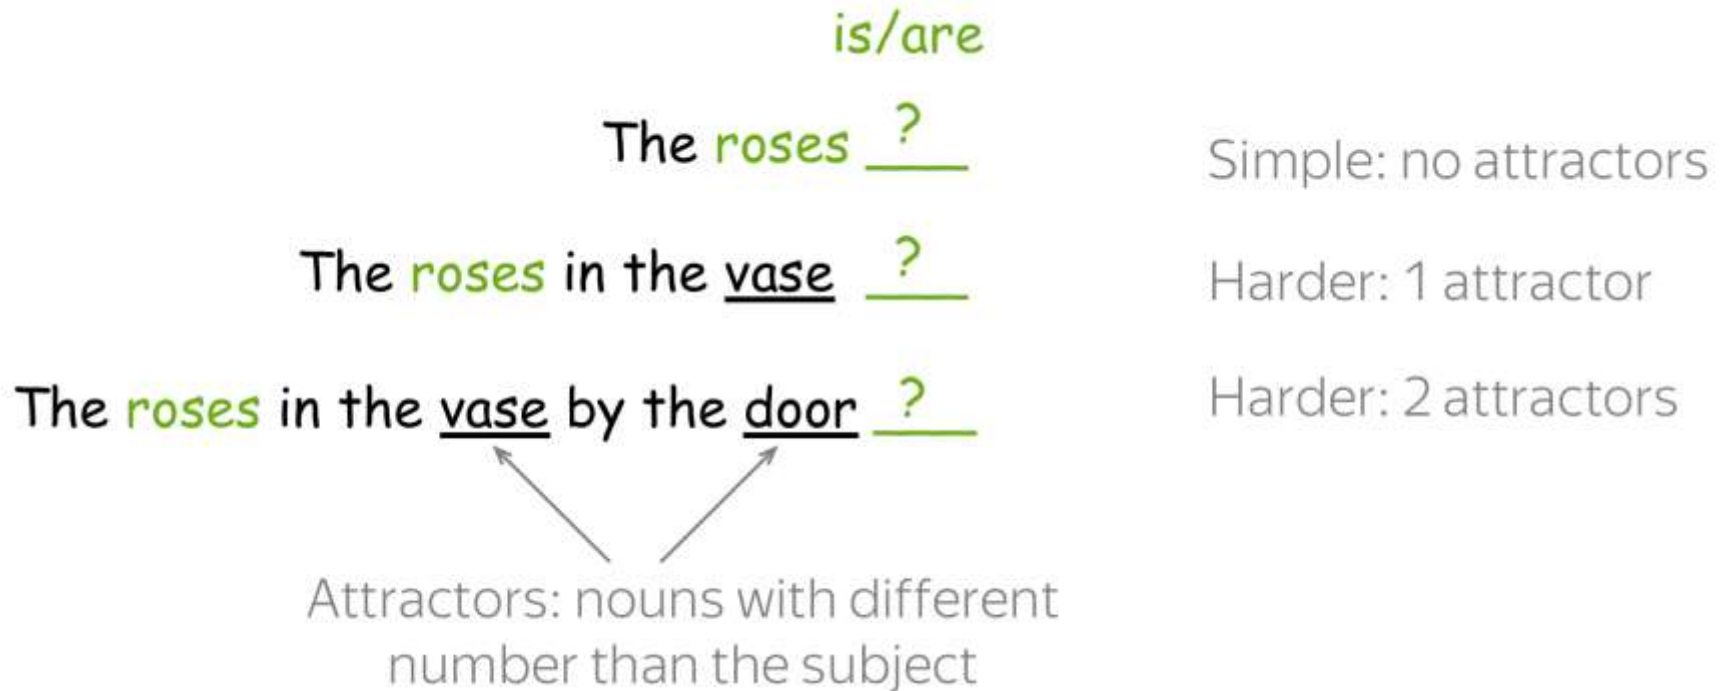 is/are
The roses ?
Simple: no attractors
The roses in the vase ?
Harder: 1 attractor
The roses in the vase by the door ?
Harder: 2 attractors
Attractors: nouns with different
number than the subject